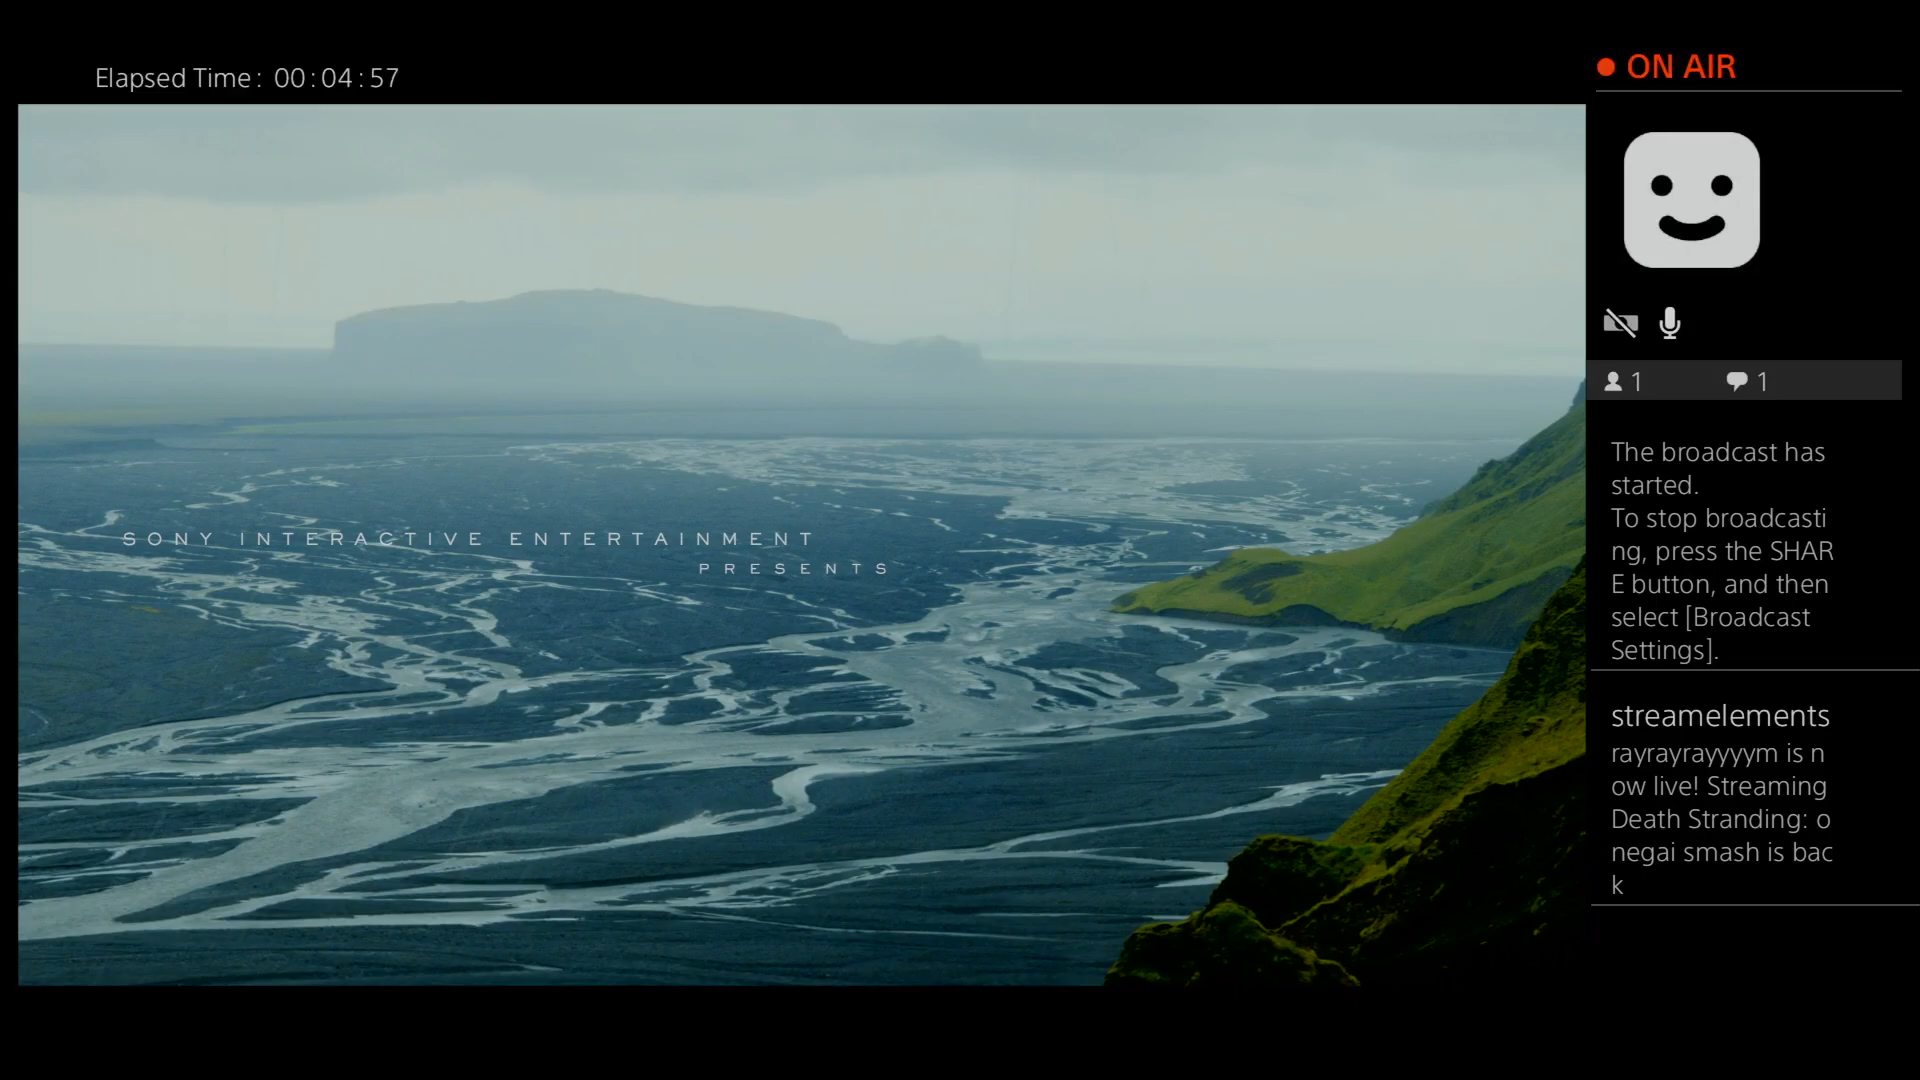 Elapsed Time: 00:04:57
ON AIR
SONY INTERACTIVE ENTERTAINMENT
PRESENTS
1 1
The broadcast has
started.
To stop broadcasti
ng, press the SHAR
E button, and then
select [Broadcast
Settings].
streamelements
rayrayrayyyym is n
ow live! Streaming
Death Stranding: o
negai smash is bac
k